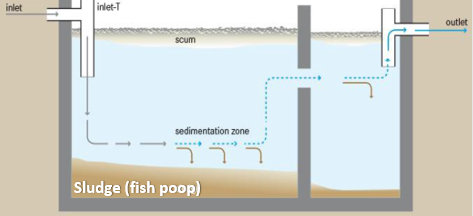 inlet
inlet-T
outlet
scum
sedimentation zone
Sludge (fish poop)